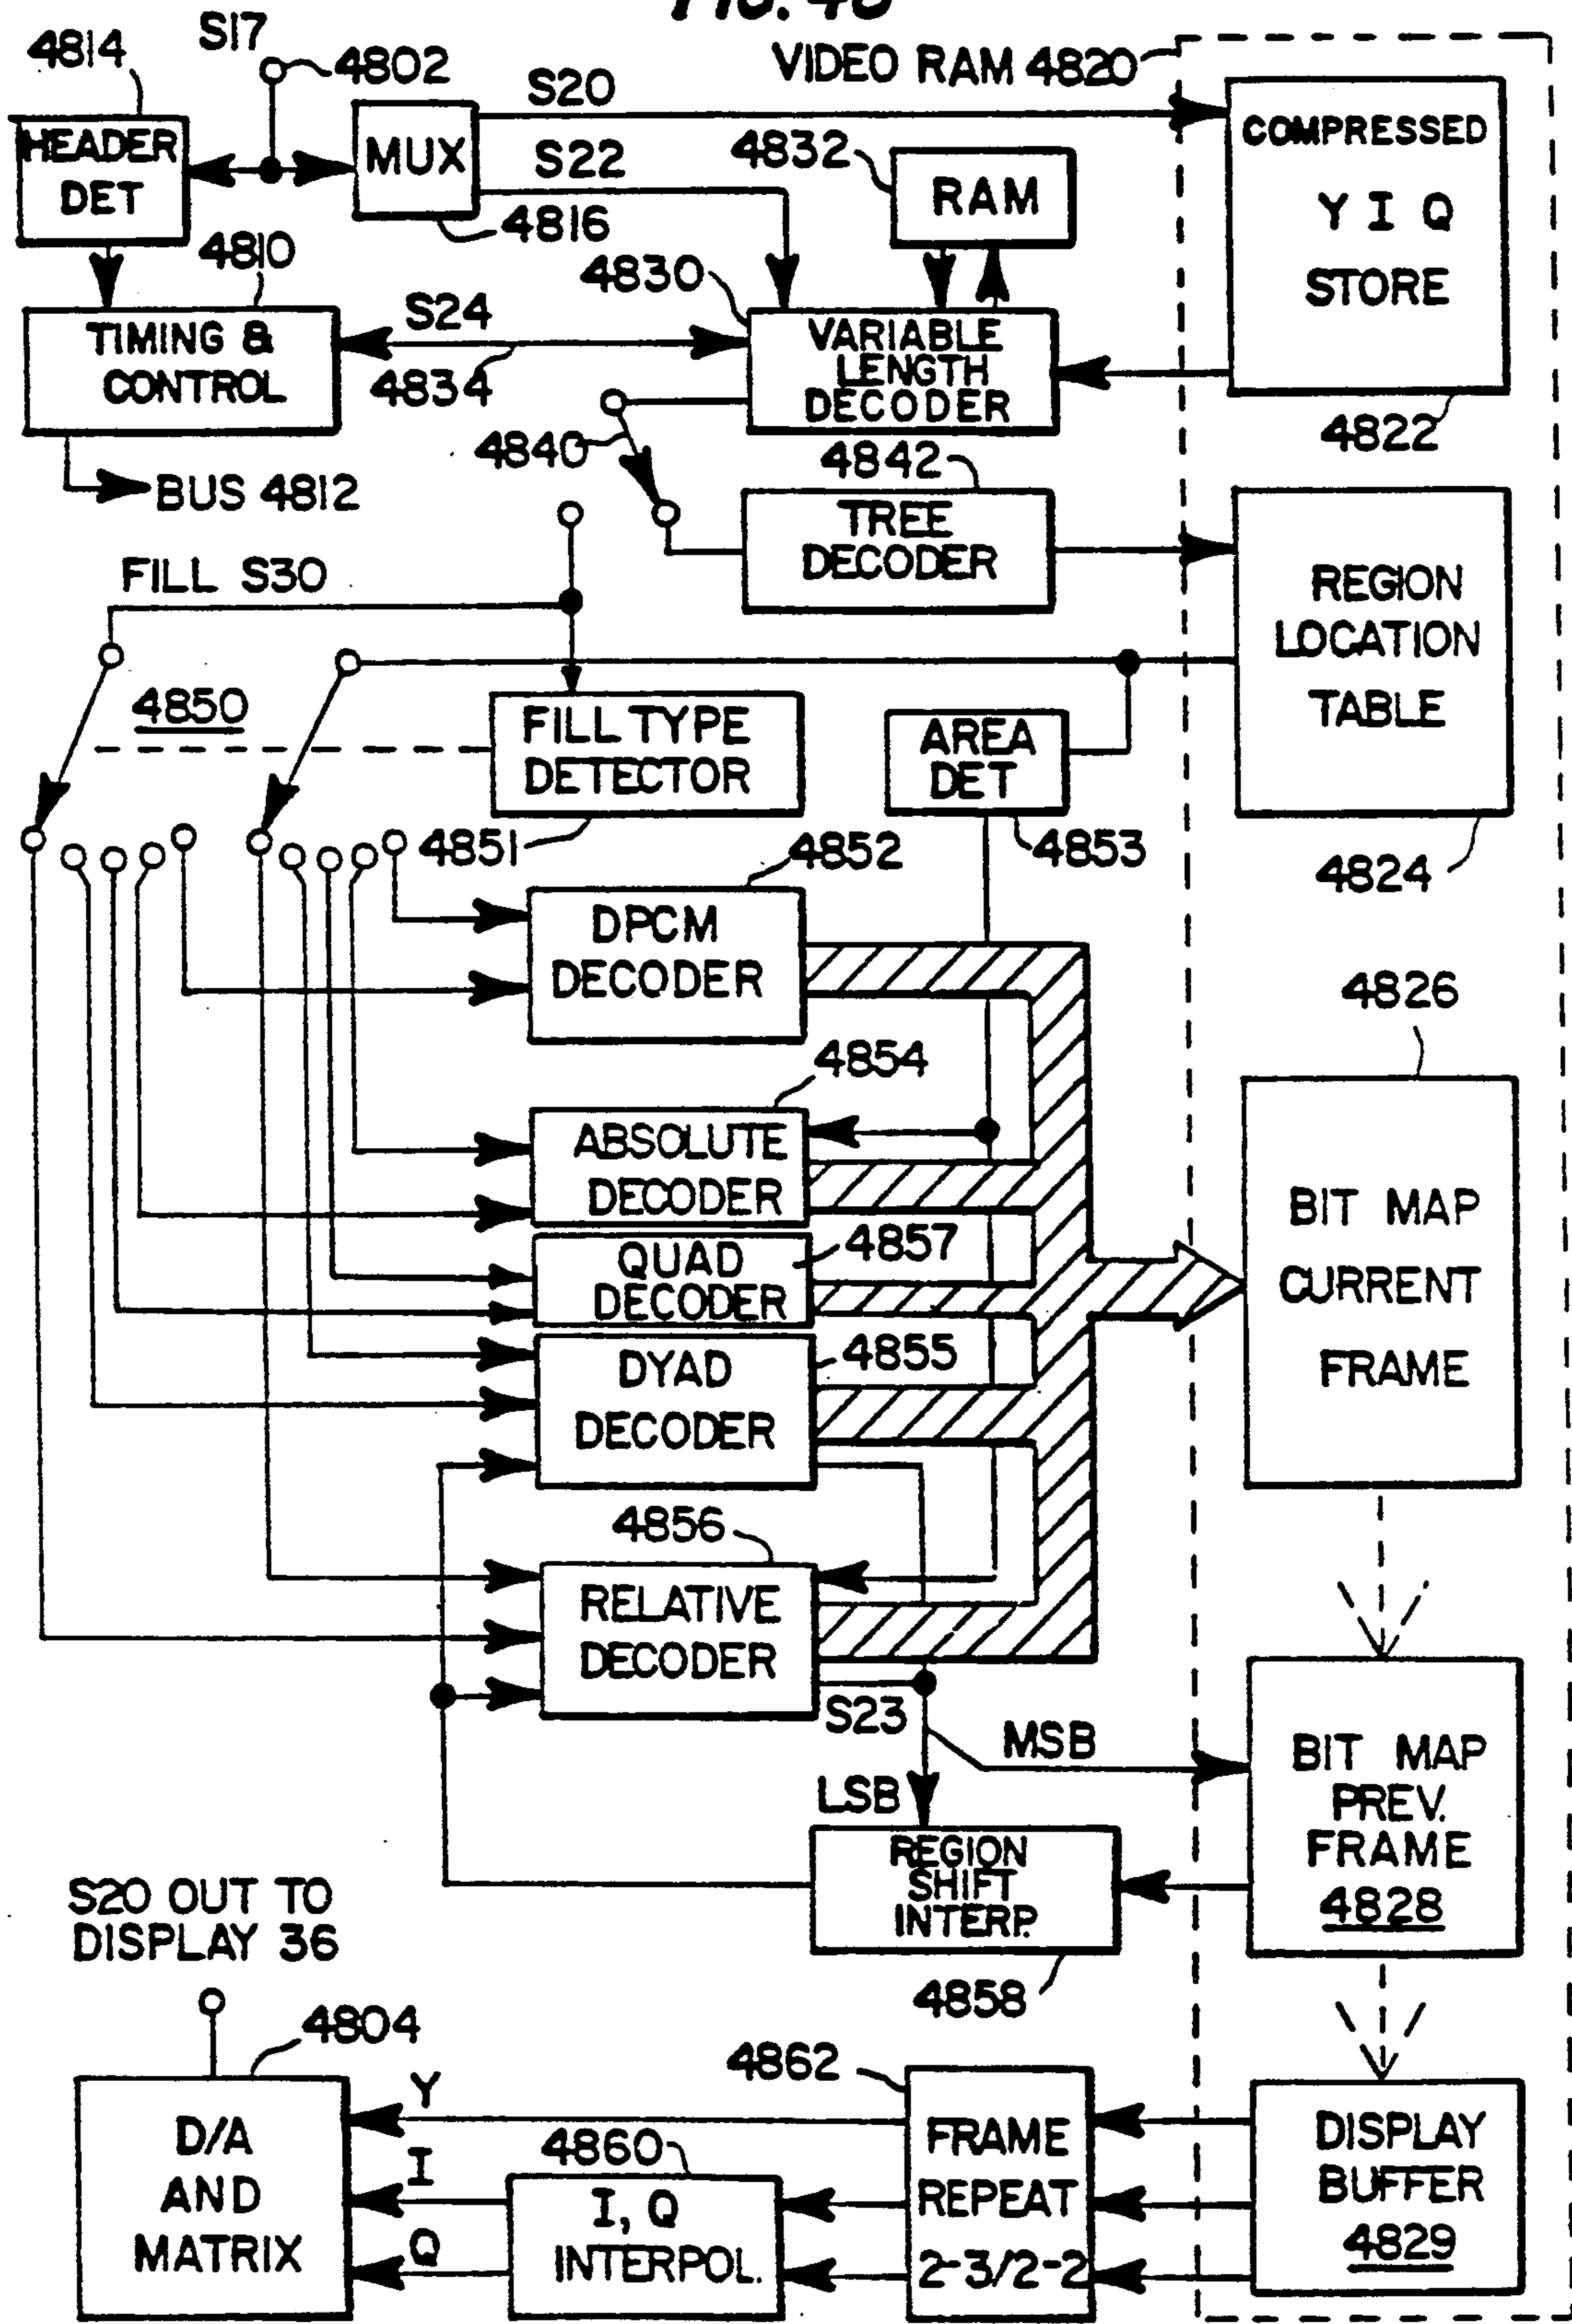 FIG. 48
S17
4814
4802
VIDEO RAM 4820
S20
HEADER
DET
MUX
S22
4832
RAM
COMPRESSED
Y I Q
STORE
4816
4810
4830
TIMING &
CONTROL
S24
4834
VARIABLE
LENGTH
DECODER
4822
4840
4842
BUS 4812
TREE
DECODER
FILL S30
REGION
LOCATION
TABLE
4850
FILL TYPE
DETECTOR
AREA
DET
4851
4852
4853
4824
DPCM
DECODER
4826
4854
ABSOLUTE
DECODER
QUAD
DECODER
4857
BIT MAP
CURRENT
FRAME
DYAD
DECODER
4855
4856
RELATIVE
DECODER
S23
MSB
LSB
BIT MAP
PREV.
FRAME
4828
REGION
SHIFT
INTERP.
S20 OUT TO
DISPLAY 36
4858
4804
4862
Y
D/A
AND
MATRIX
I
Q
4860
I, Q
INTERPOL.
FRAME
REPEAT
2-3/2-2
DISPLAY
BUFFER
4829